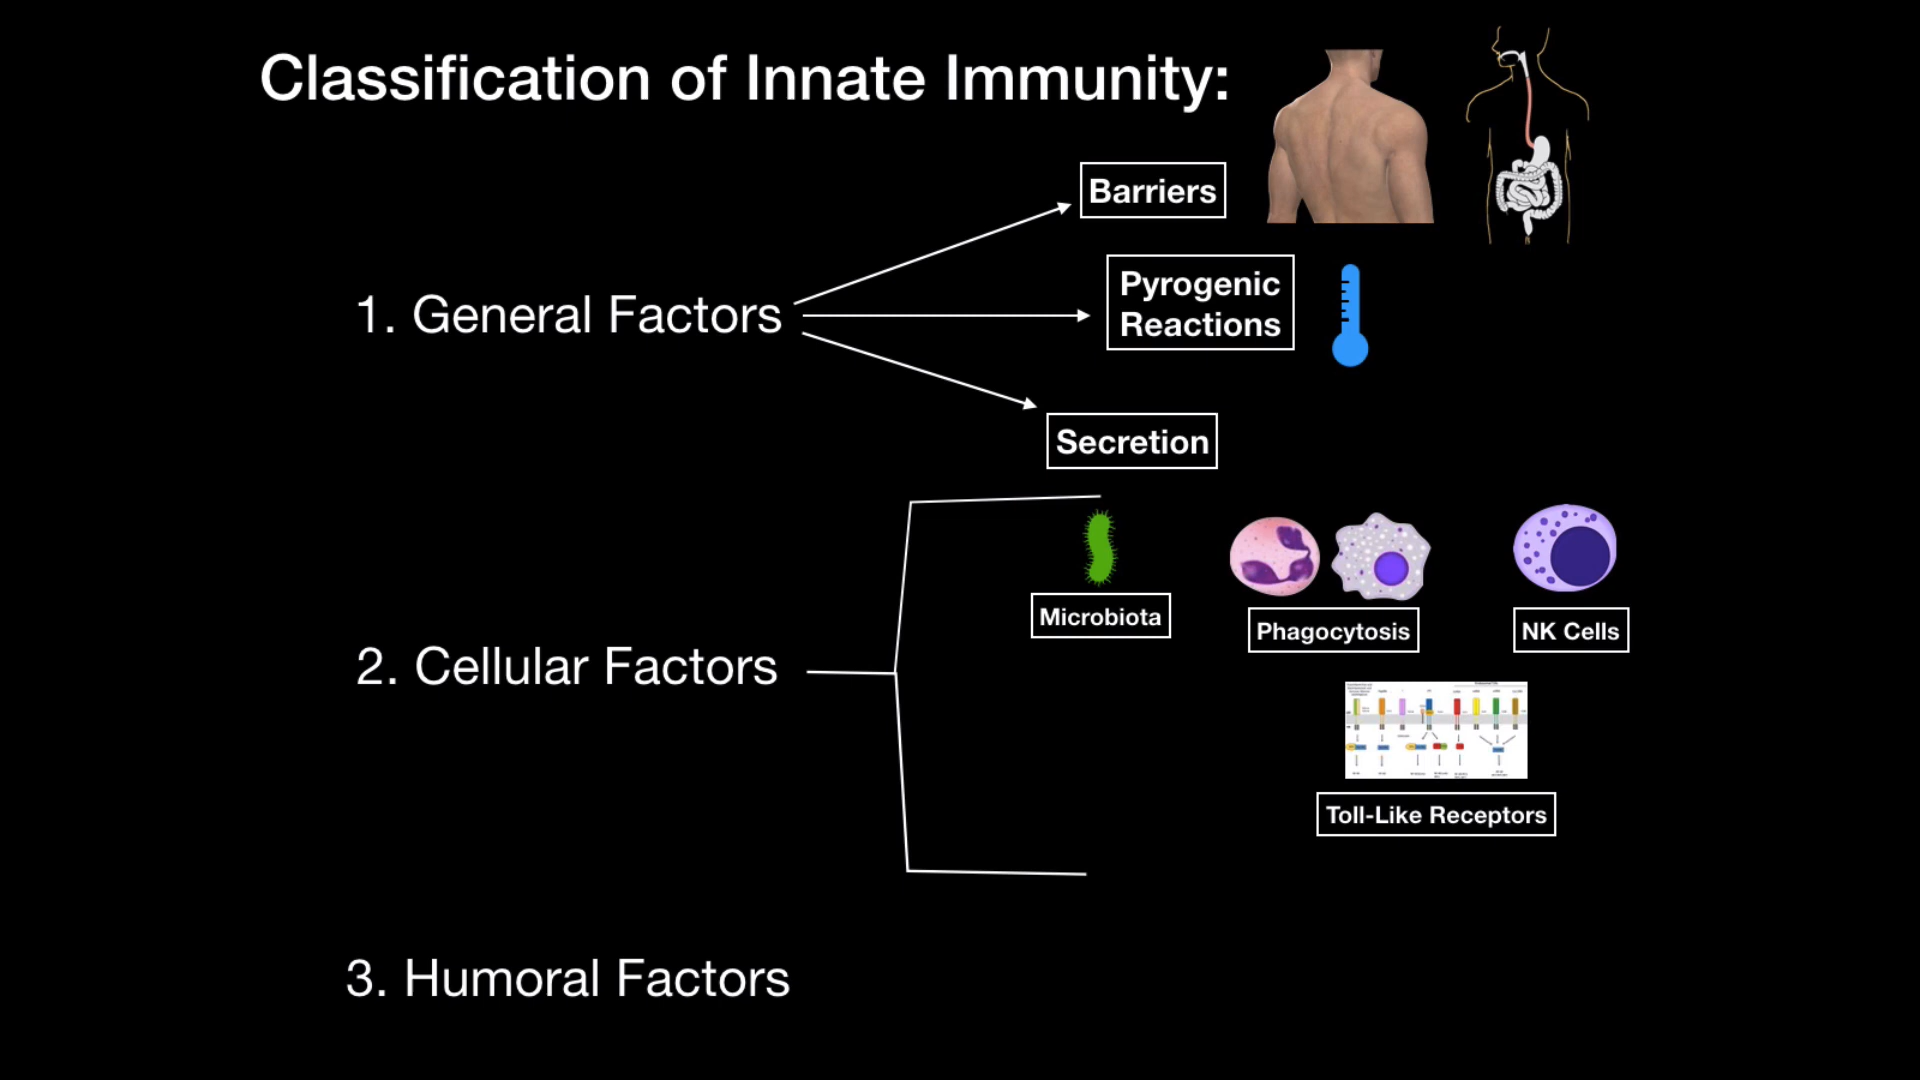 Classification of Innate Immunity:
Barriers
1. General Factors
Pyrogenic
Reactions
Secretion
2. Cellular Factors
Microbiota
Phagocytosis
NK Cells
Toll-Like Receptors
3. Humoral Factors